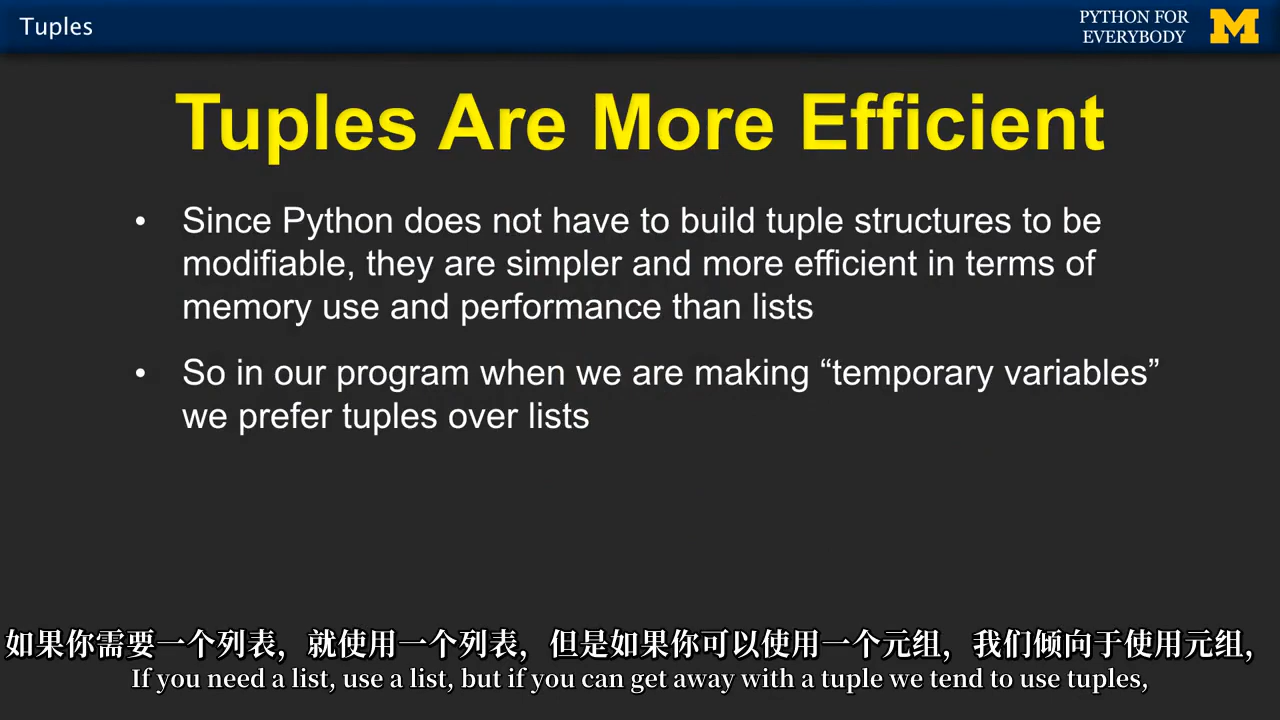 Tuples
PYTHON FOR
EVERYBODY
M
Tuples Are More Efficient
• Since Python does not have to build tuple structures to be
modifiable, they are simpler and more efficient in terms of
memory use and performance than lists
• So in our program when we are making “temporary variables”
we prefer tuples over lists
如果你需要一个列表，就使用一个列表，但是如果你可以使用一个元组，我们倾向于使用元组，
If you need a list, use a list, but if you can get away with a tuple we tend to use tuples,